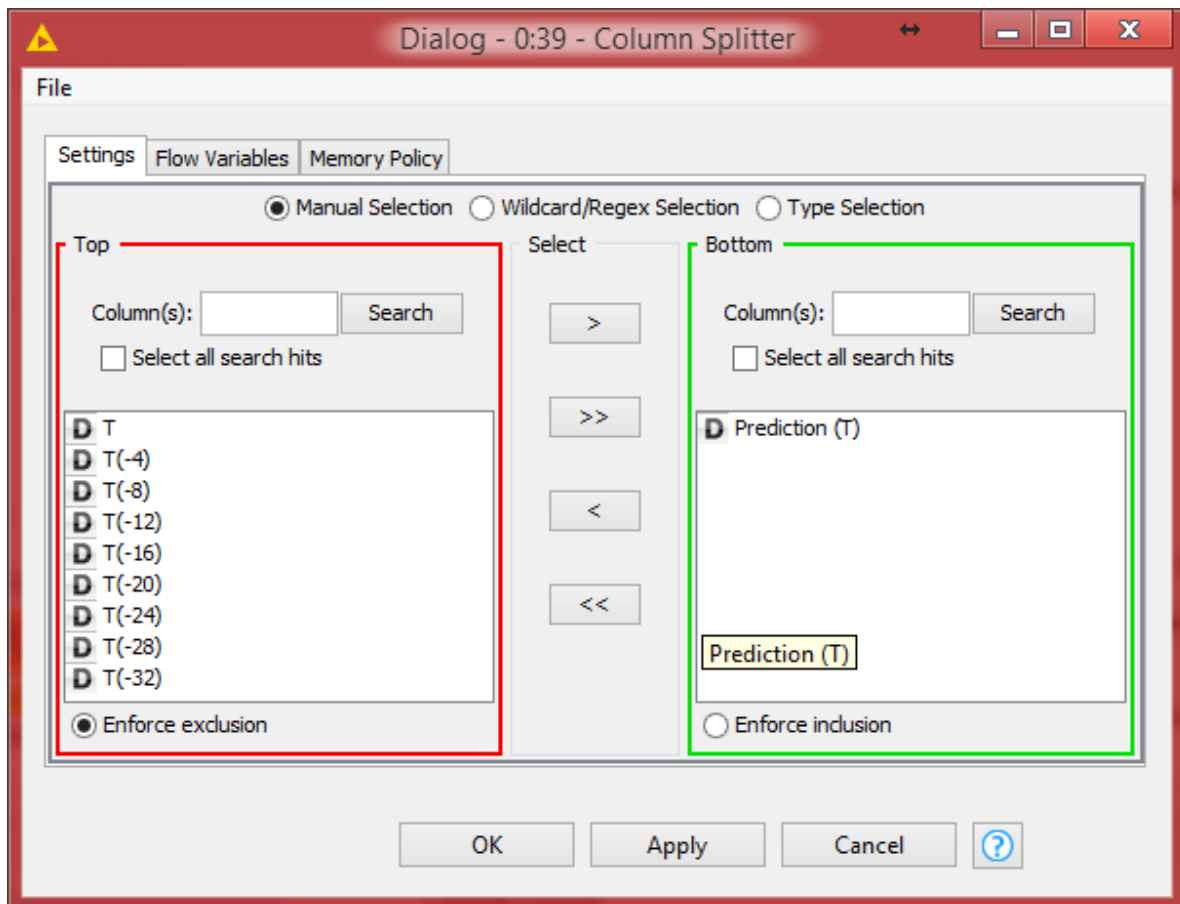 Dialog - 0:39 - Column Splitter
File
Settings Flow Variables Memory Policy
Manual Selection Wildcard/Regex Selection Type Selection
Top
Column(s): Search
Select all search hits
D T
D T(-4)
D T(-8)
D T(-12)
D T(-16)
D T(-20)
D T(-24)
D T(-28)
D T(-32)
Enforce exclusion
Select
>
>>
<
<<
Bottom
Column(s): Search
Select all search hits
D Prediction (T)
Prediction (T)
Enforce inclusion
OK Apply Cancel ?